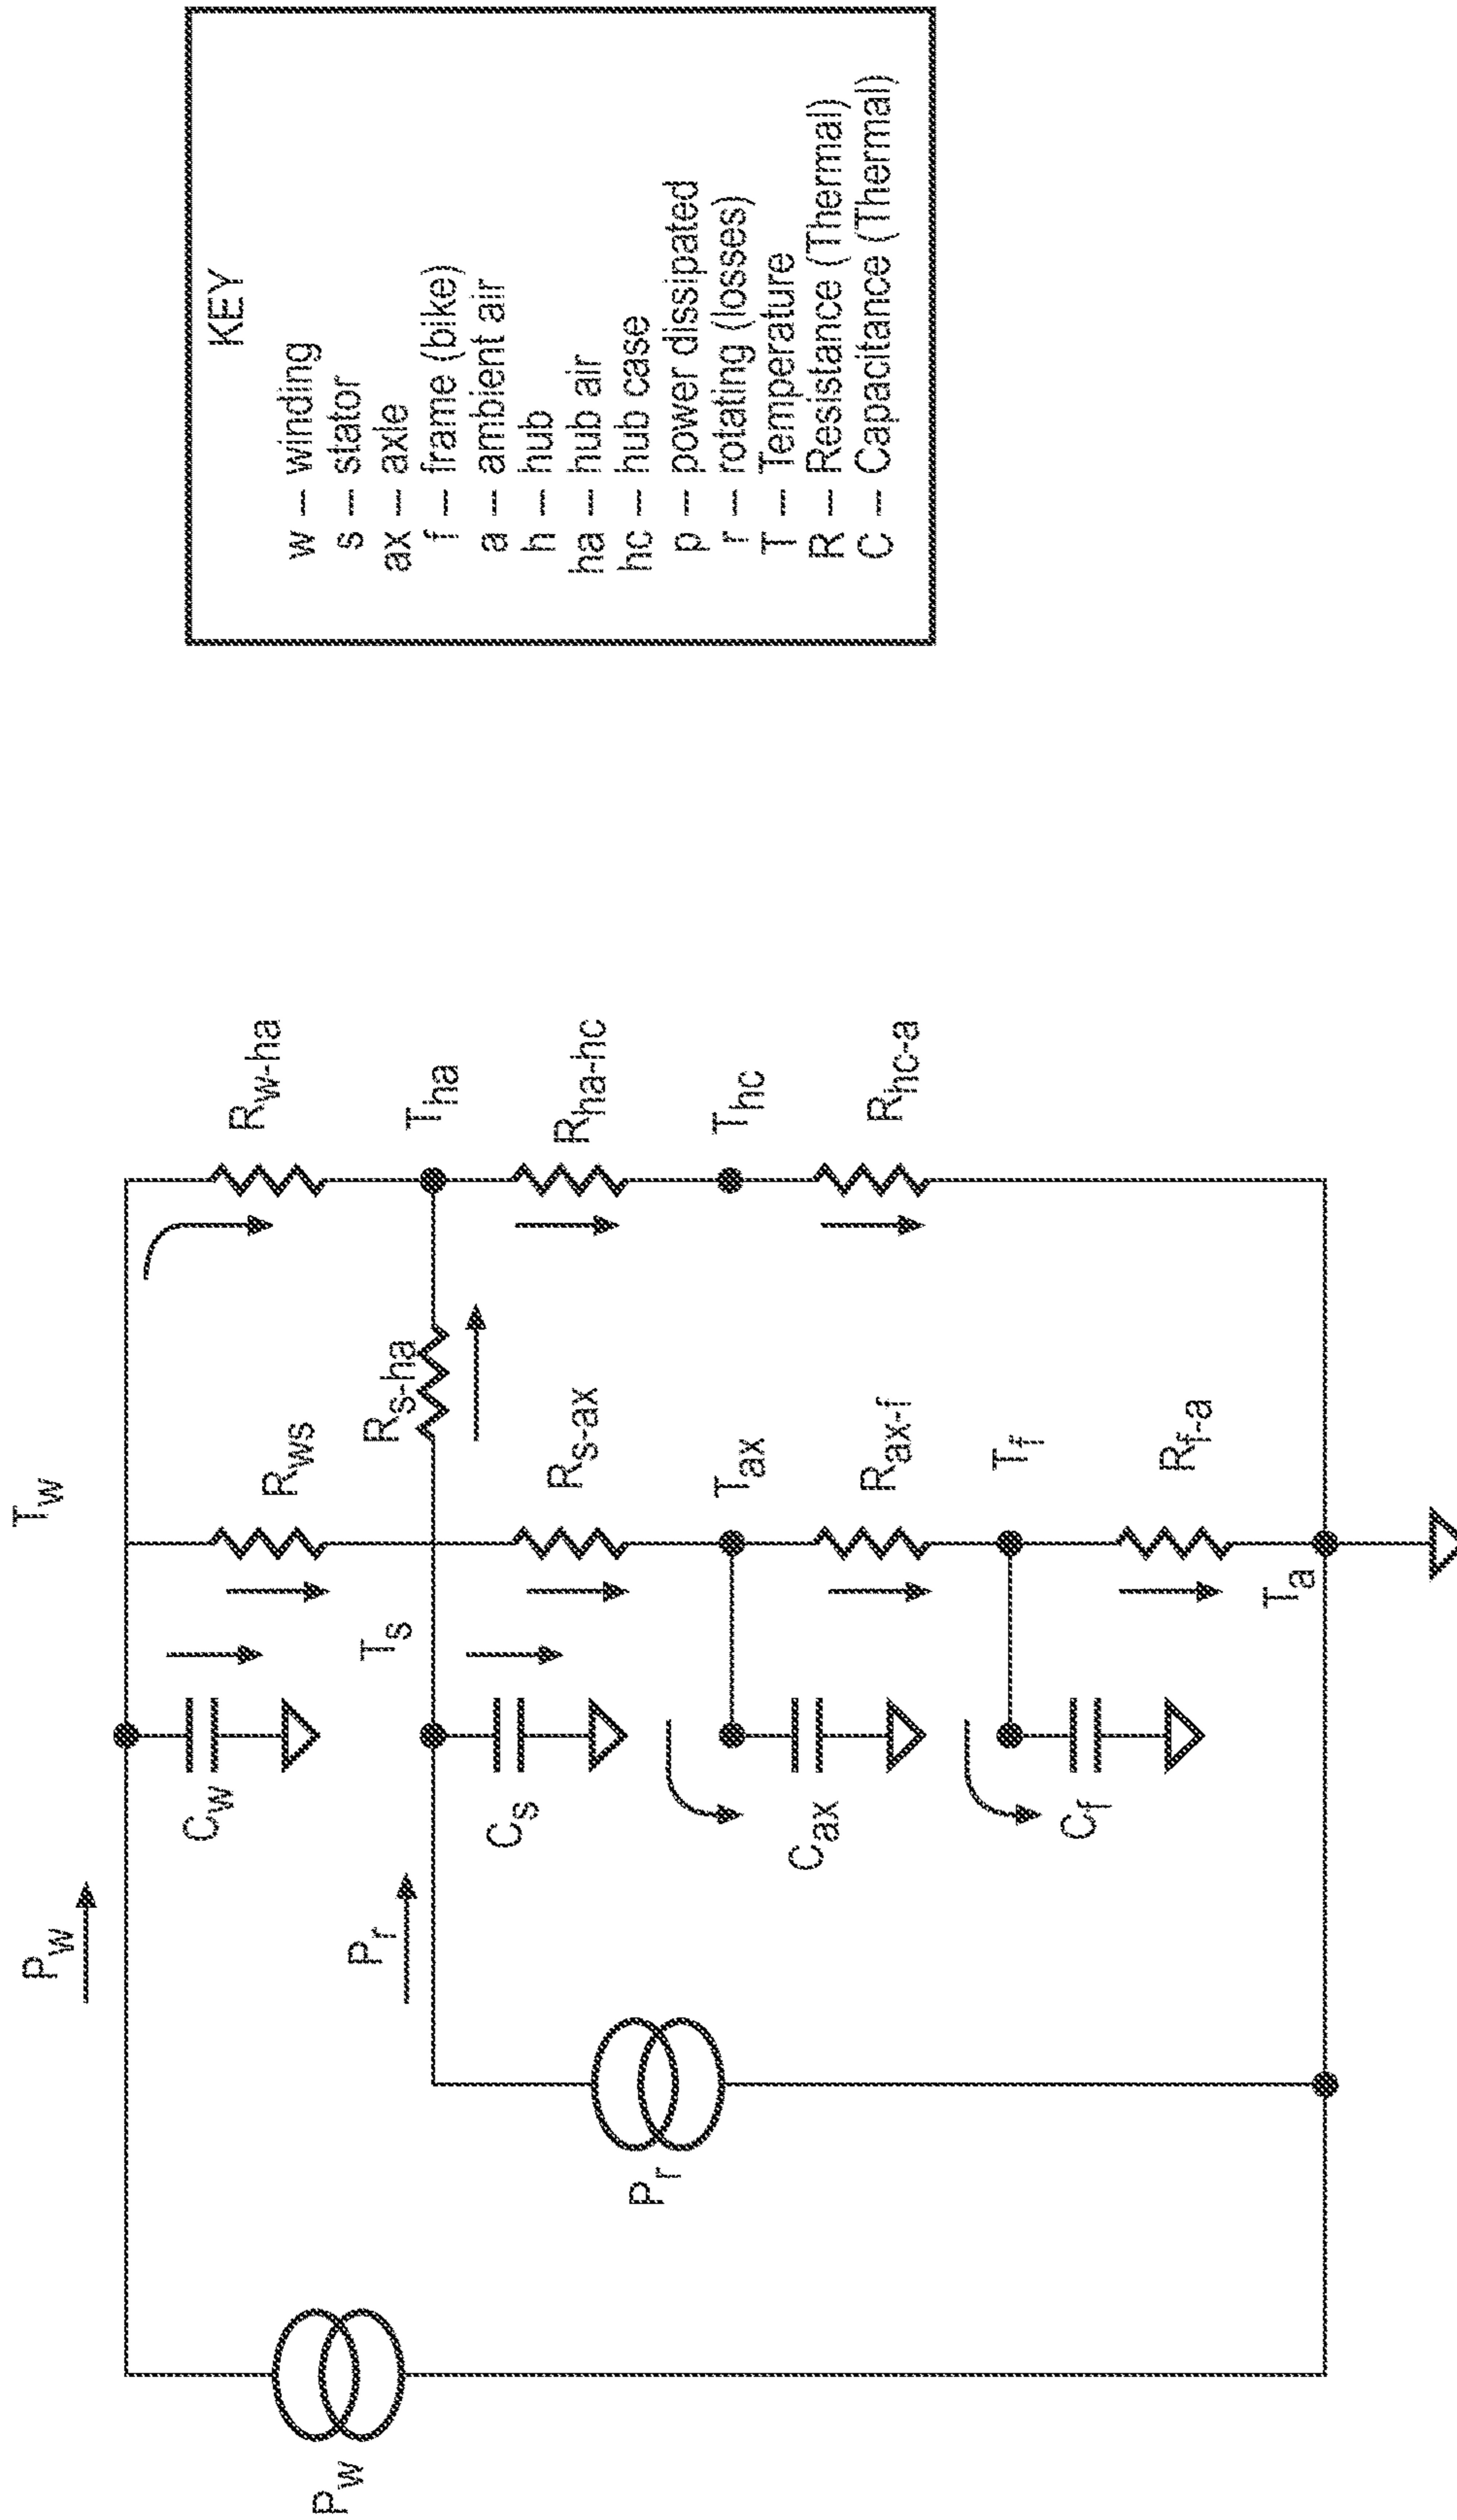 T_w
P_w
P_w
C_w
R_ws
R_w-ha
P_r
P_r
T_s
R_s-ha
T_ha
C_s
R_s-ax
R_ha-hc
T_ax
T_hc
C_ax
R_ax-f
R_hc-a
T_f
C_f
R_f-a
T_a
KEY
w -- winding
s -- stator
ax -- axle
f -- frame (bike)
a -- ambient air
h -- hub
ha -- hub air
hc -- hub case
p -- power dissipated
r -- rotating (losses)
T -- Temperature
R -- Resistance (Thermal)
C -- Capacitance (Thermal)